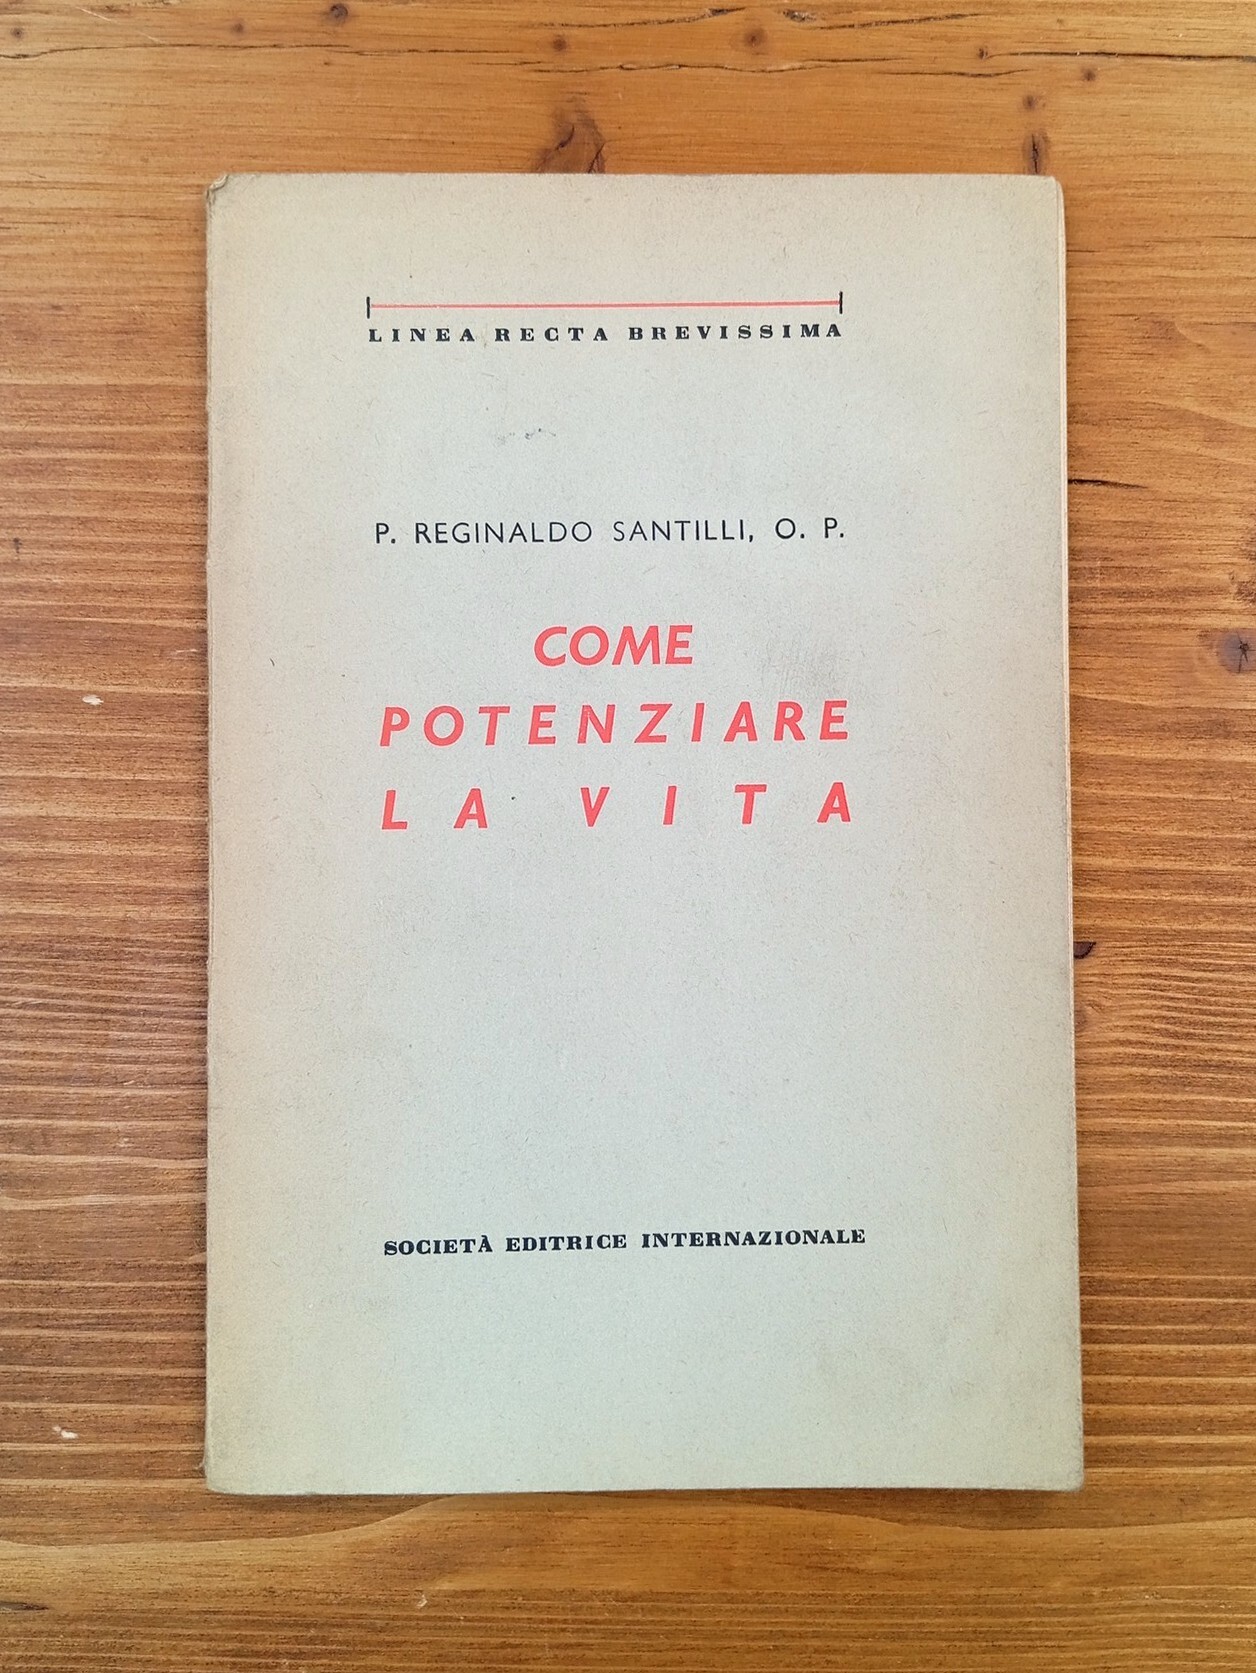 LINEA RECTA BREVISSIMA
P. REGINALDO SANTILLI, O. P.
COME
POTENZIARE
LA VITA
SOCIETÀ EDITRICE INTERNAZIONALE